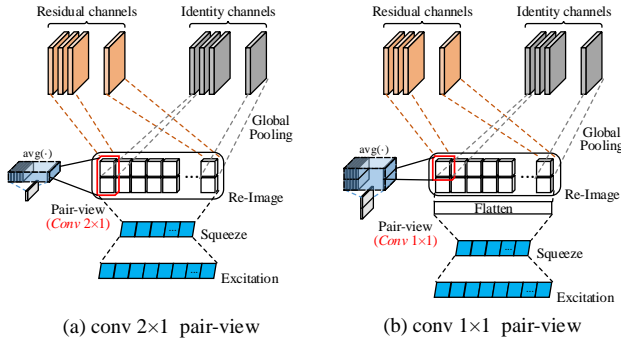 Residual channels
Identity channels
avg(·)
Global
Pooling
Re-Image
Pair-view
(Conv 2×1)
Squeeze
...
Excitation
...
(a) conv 2×1 pair-view
Residual channels
Identity channels
avg(·)
Global
Pooling
Re-Image
Flatten
Pair-view
(Conv 1×1)
Squeeze
...
Excitation
...
(b) conv 1×1 pair-view